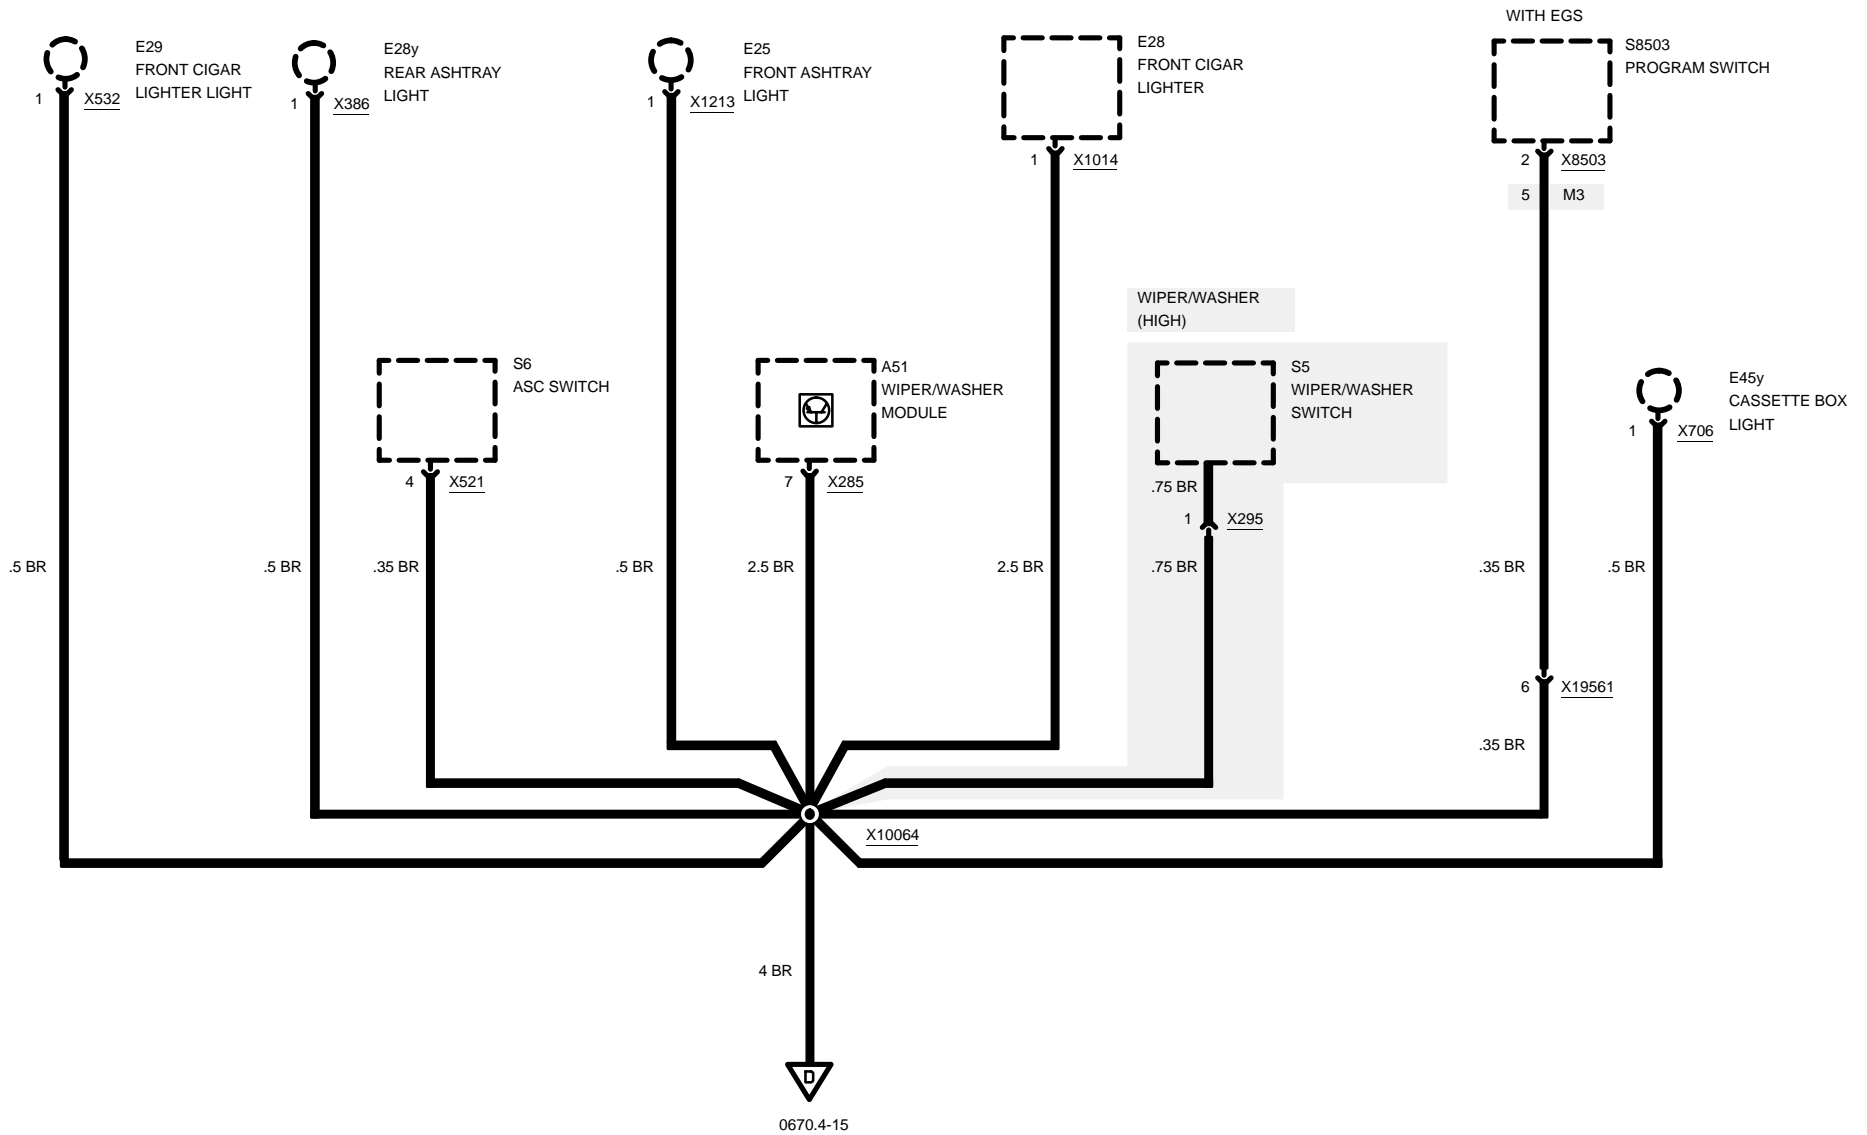 WITH EGS
E29
FRONT CIGAR
LIGHTER LIGHT
1 X532
E28y
REAR ASHTRAY
LIGHT
1 X386
E25
FRONT ASHTRAY
LIGHT
1 X1213
E28
FRONT CIGAR
LIGHTER
1 X1014
S8503
PROGRAM SWITCH
2 X8503
5 M3
WIPER/WASHER
(HIGH)
S6
ASC SWITCH
4 X521
A51
WIPER/WASHER
MODULE
7 X285
S5
WIPER/WASHER
SWITCH
.75 BR
1 X295
E45y
CASSETTE BOX
LIGHT
1 X706
.5 BR
.5 BR
.35 BR
.5 BR
2.5 BR
2.5 BR
.75 BR
.35 BR
.5 BR
6 X19561
.35 BR
X10064
4 BR
D
0670.4-15